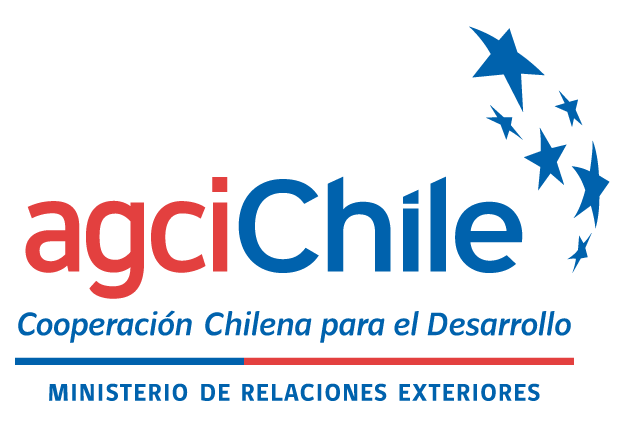 agciChile
Cooperación Chilena para el Desarrollo
MINISTERIO DE RELACIONES EXTERIORES